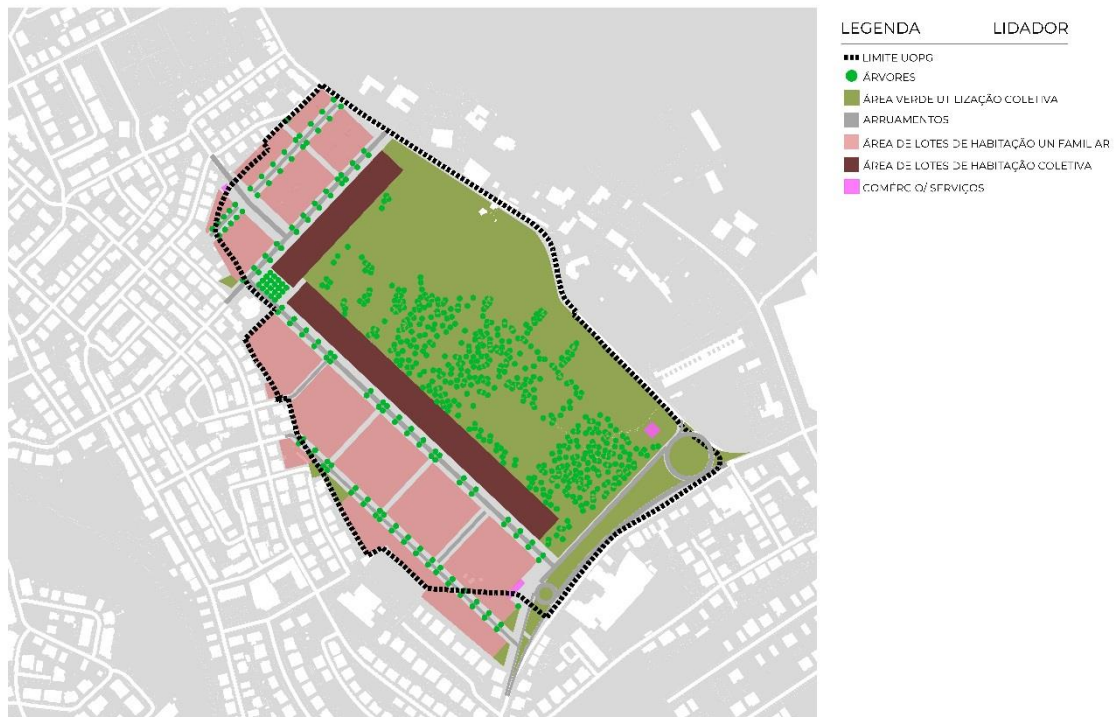 LEGENDA LIDADOR
LIMITE UOPG
ÁRVORES
ÁREA VERDE UTILIZAÇÃO COLETIVA
ARRUAMENTOS
ÁREA DE LOTES DE HABITAÇÃO UNIFAMILIAR
ÁREA DE LOTES DE HABITAÇÃO COLETIVA
COMÉRCIO/ SERVIÇOS